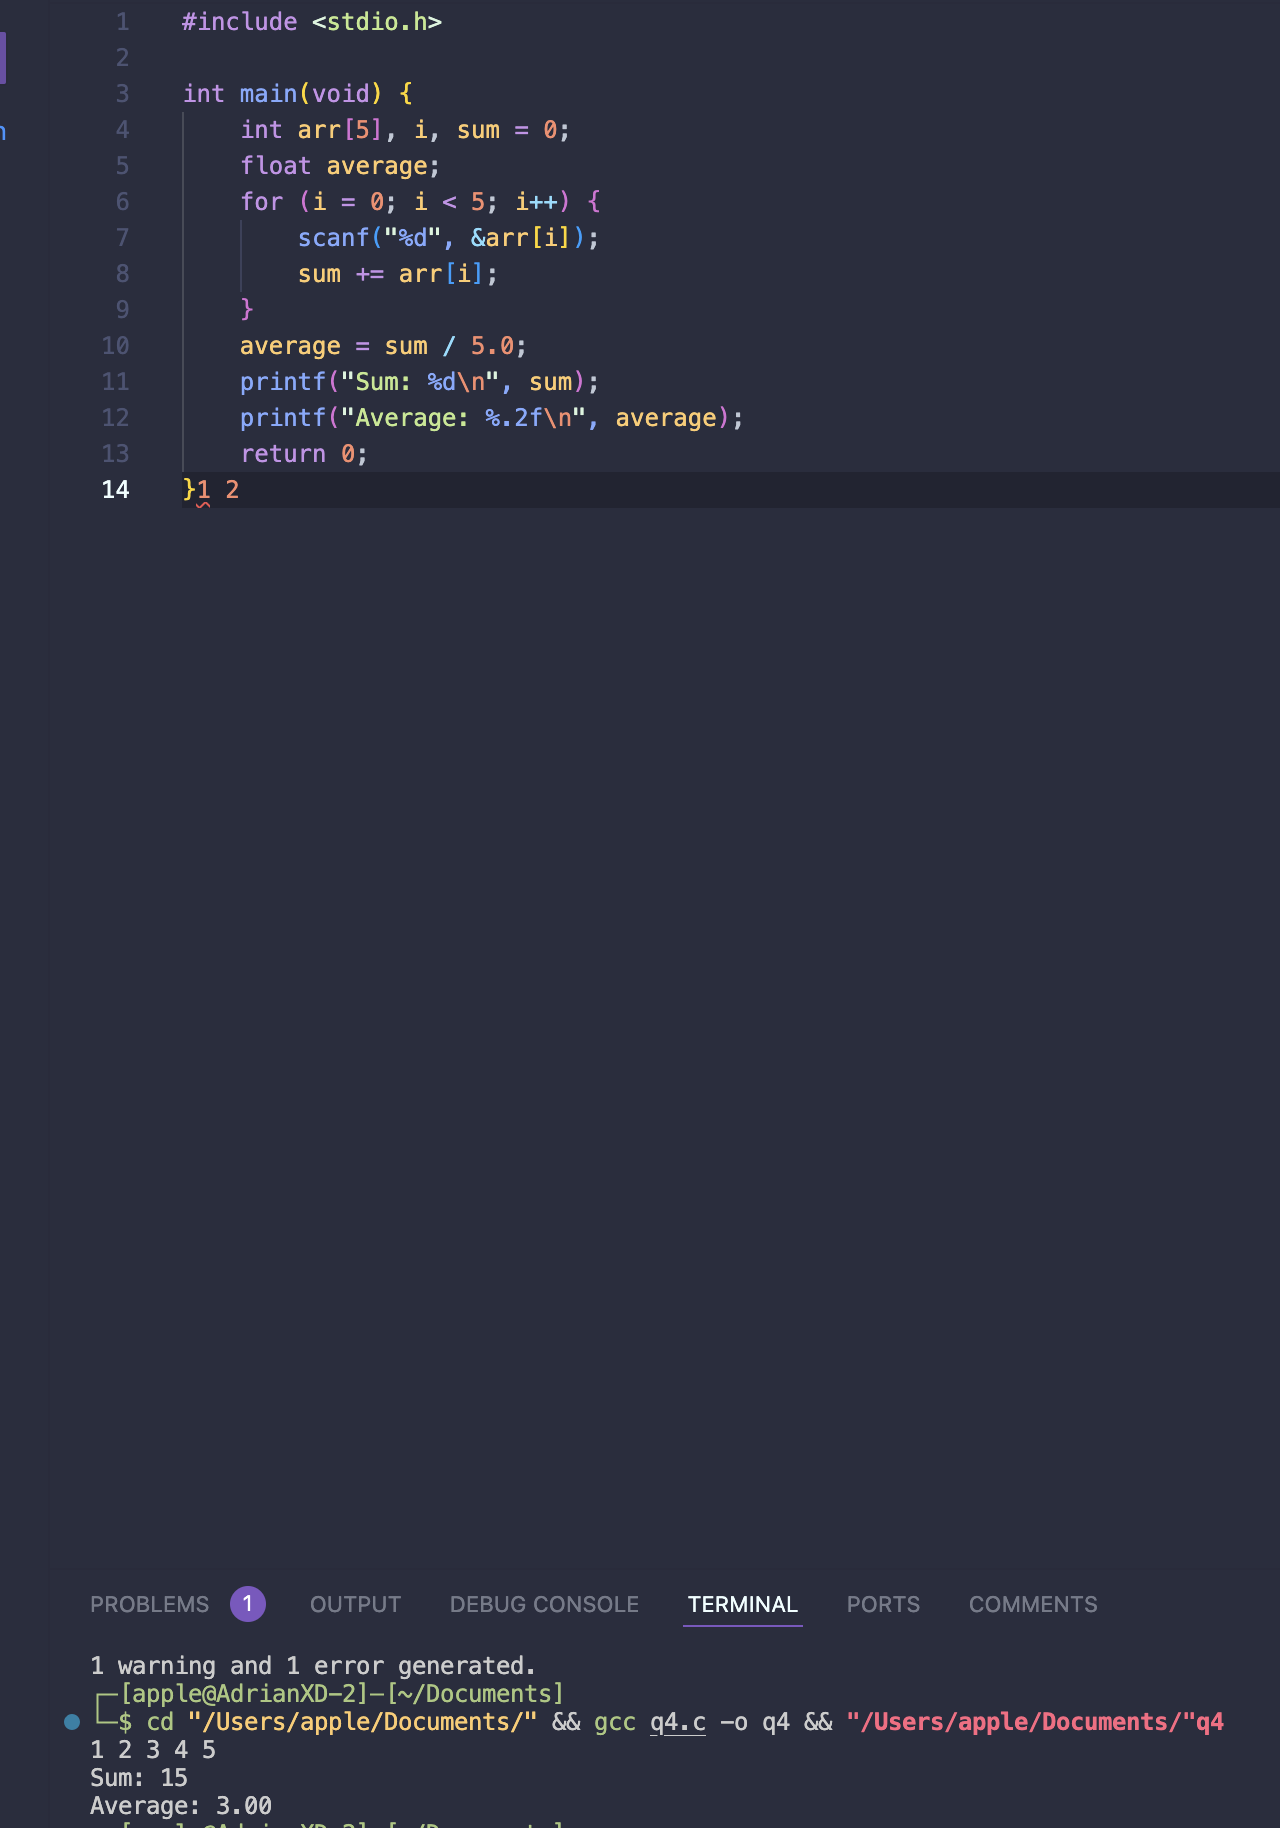 1 #include <stdio.h>
2
3 int main(void) {
4     int arr[5], i, sum = 0;
5     float average;
6     for (i = 0; i < 5; i++) {
7         scanf("%d", &arr[i]);
8         sum += arr[i];
9     }
10     average = sum / 5.0;
11     printf("Sum: %d\n", sum);
12     printf("Average: %.2f\n", average);
13     return 0;
14 }1 2
PROBLEMS 1 OUTPUT DEBUG CONSOLE TERMINAL PORTS COMMENTS
1 warning and 1 error generated.
┌─[apple@AdrianXD-2]─[~/Documents]
└─$ cd "/Users/apple/Documents/" && gcc q4.c -o q4 && "/Users/apple/Documents/"q4
1 2 3 4 5
Sum: 15
Average: 3.00